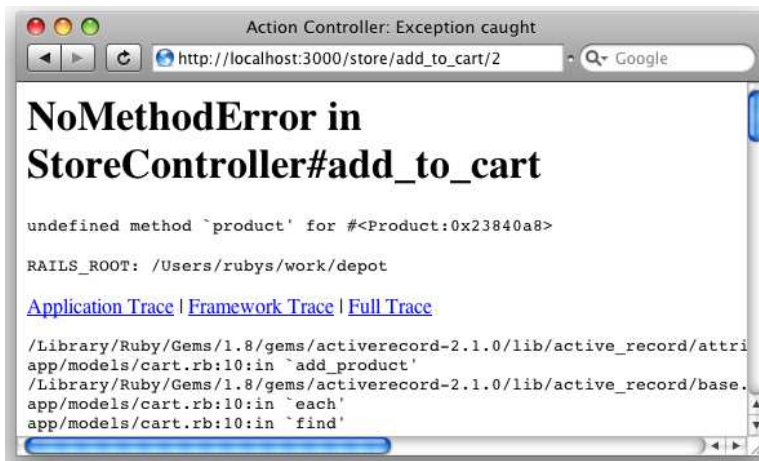 Action Controller: Exception caught
http://localhost:3000/store/add_to_cart/2
Google
NoMethodError in
StoreController#add_to_cart
undefined method `product' for #<Product:0x23840a8>
RAILS_ROOT: /Users/rubys/work/depot
Application Trace | Framework Trace | Full Trace
/Library/Ruby/Gems/1.8/gems/activerecord-2.1.0/lib/active_record/attri
app/models/cart.rb:10:in `add_product'
/Library/Ruby/Gems/1.8/gems/activerecord-2.1.0/lib/active_record/base.
app/models/cart.rb:10:in `each'
app/models/cart.rb:10:in `find'